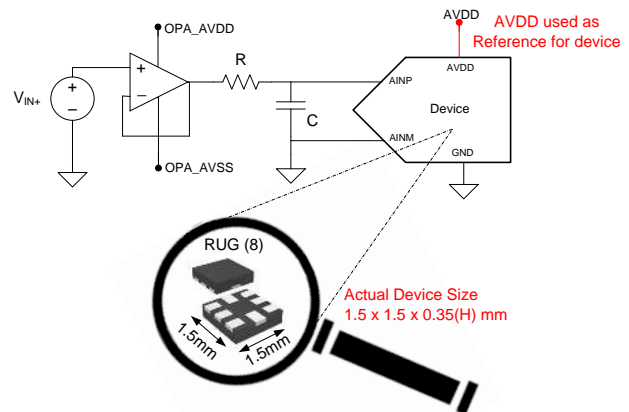 OPA_AVDD
AVDD
AVDD used as
Reference for device
R
AVDD
AINP
+
+
VIN+
Device
C
AINM
GND
OPA_AVSS
RUG (8)
Actual Device Size
1.5 x 1.5 x 0.35(H) mm
1.5mm
1.5mm